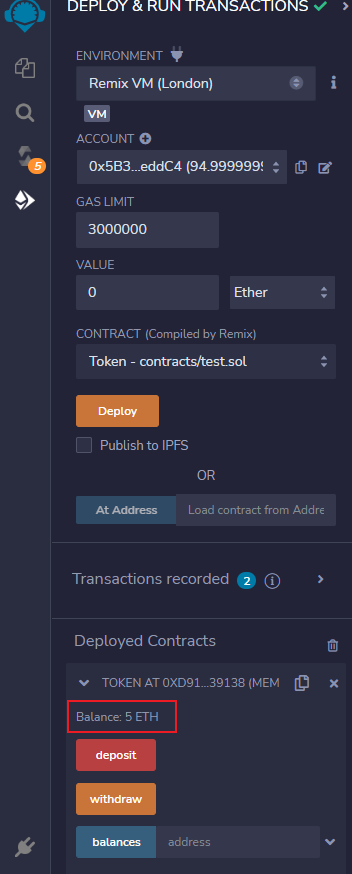 DEPLOY & RUN TRANSACTIONS
ENVIRONMENT
Remix VM (London)
VM
ACCOUNT
0x5B3...eddC4 (94.9999999
GAS LIMIT
3000000
VALUE
0 Ether
CONTRACT (Compiled by Remix)
Token - contracts/test.sol
Deploy
Publish to IPFS
OR
At Address Load contract from Addre
5
Transactions recorded 2
Deployed Contracts
TOKEN AT 0XD91...39138 (MEM
Balance: 5 ETH
deposit
withdraw
balances address